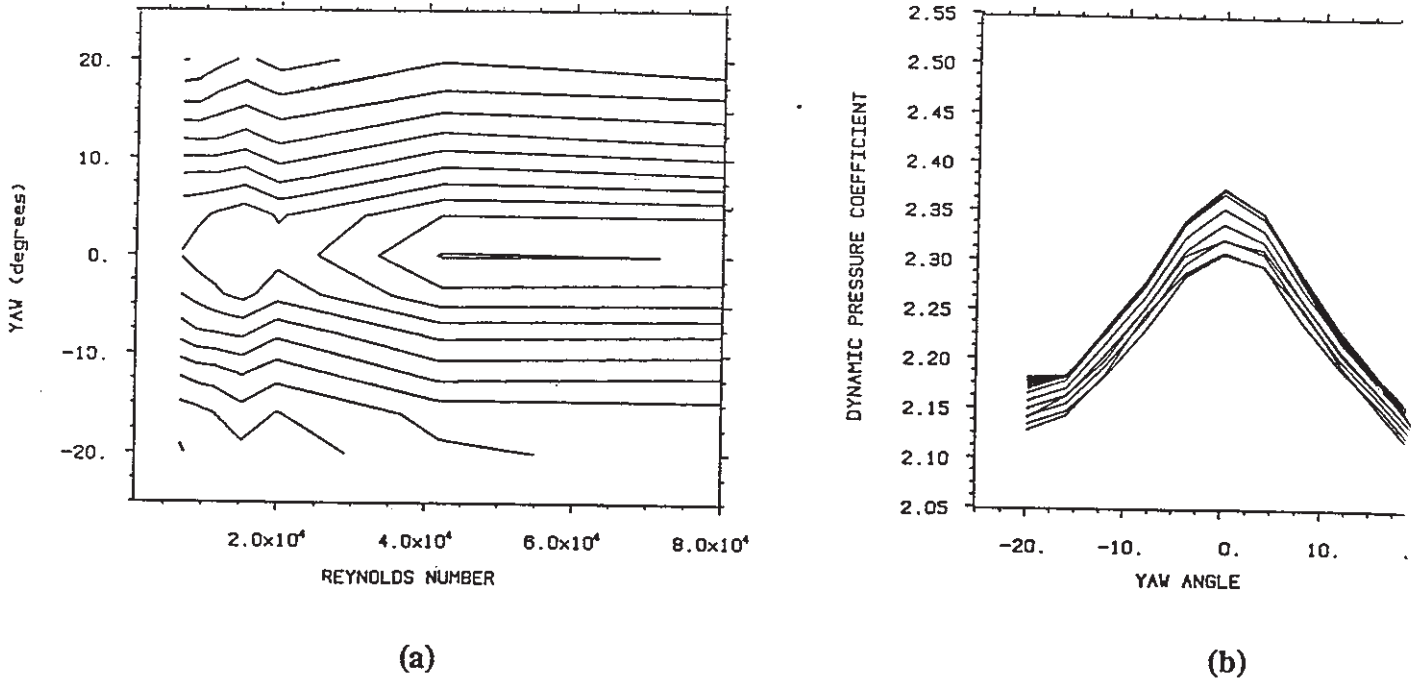 20.
10.
0.
-10.
-20.
YAW (degrees)
2.0x10⁴ 4.0x10⁴ 6.0x10⁴ 8.0x10⁴
REYNOLDS NUMBER
(a)
2.55
2.50
2.45
2.40
2.35
2.30
2.25
2.20
2.15
2.10
2.05
DYNAMIC PRESSURE COEFFICIENT
-20. -10. 0. 10.
YAW ANGLE
(b)